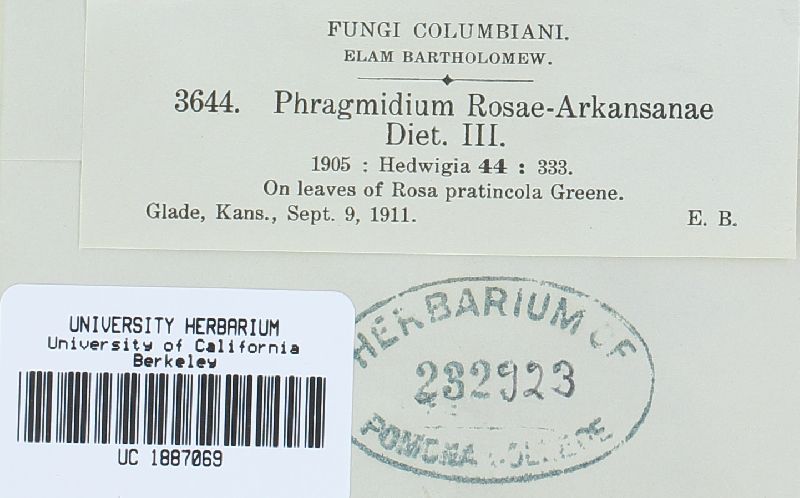 FUNGI COLUMBIANI.
ELAM BARTHOLOMEW.
3644. Phragmidium Rosae-Arkansanae
Diet. III.
1905 : Hedwigia 44 : 333.
On leaves of Rosa pratincola Greene.
Glade, Kans., Sept. 9, 1911. E. B.
HERBARIUM OF
232923
POMONA COLLEGE
UNIVERSITY HERBARIUM
University of California
Berkeley
UC 1887069